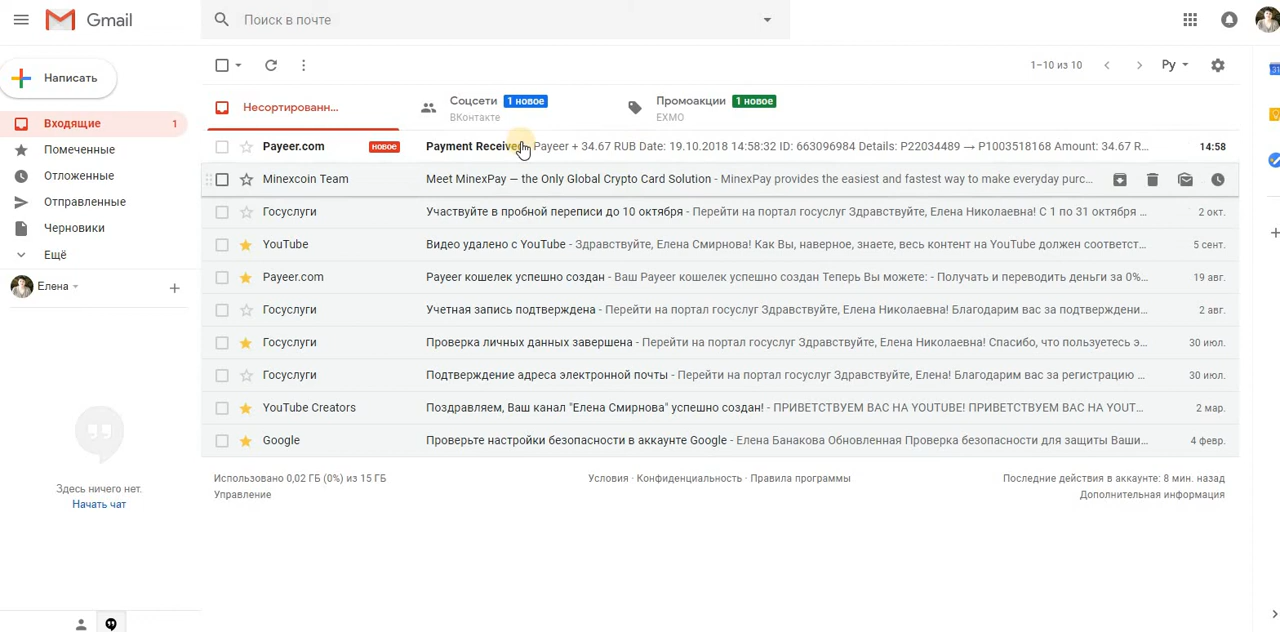 Gmail
Поиск в почте
Написать
1–10 из 10
Ру
Несортированн...
Соцсети 1 новое
ВКонтакте
Промоакции 1 новое
EXMO
Входящие 1
Помеченные
Отложенные
Отправленные
Черновики
Ещё
Елена
Payeer.com новое Payment Received Payeer + 34.67 RUB Date: 19.10.2018 14:58:32 ID: 663096984 Details: P22034489 → P1003518168 Amount: 34.67 R... 14:58
Minexcoin Team Meet MinexPay — the Only Global Crypto Card Solution - MinexPay provides the easiest and fastest way to make everyday purc...
Госуслуги Участвуйте в пробной переписи до 10 октября - Перейти на портал госуслуг Здравствуйте, Елена Николаевна! С 1 по 31 октября ... 2 окт.
YouTube Видео удалено с YouTube - Здравствуйте, Елена Смирнова! Как Вы, наверное, знаете, весь контент на YouTube должен соответст... 5 сент.
Payeer.com Payeer кошелек успешно создан - Ваш Payeer кошелек успешно создан Теперь Вы можете: - Получать и переводить деньги за 0%... 19 авг.
Госуслуги Учетная запись подтверждена - Перейти на портал госуслуг Здравствуйте, Елена Николаевна! Благодарим вас за подтверждени... 2 авг.
Госуслуги Проверка личных данных завершена - Перейти на портал госуслуг Здравствуйте, Елена Николаевна! Спасибо, что пользуетесь э... 30 июл.
Госуслуги Подтверждение адреса электронной почты - Перейти на портал госуслуг Здравствуйте, Елена! Благодарим вас за регистрацию ... 30 июл.
YouTube Creators Поздравляем, Ваш канал "Елена Смирнова" успешно создан! - ПРИВЕТСТВУЕМ ВАС НА YOUTUBE! ПРИВЕТСТВУЕМ ВАС НА YOUT... 2 мар.
Google Проверьте настройки безопасности в аккаунте Google - Елена Банакова Обновленная Проверка безопасности для защиты Ваши... 4 февр.
Здесь ничего нет.
Начать чат
Использовано 0,02 ГБ (0%) из 15 ГБ
Управление
Условия · Конфиденциальность · Правила программы
Последние действия в аккаунте: 8 мин. назад
Дополнительная информация